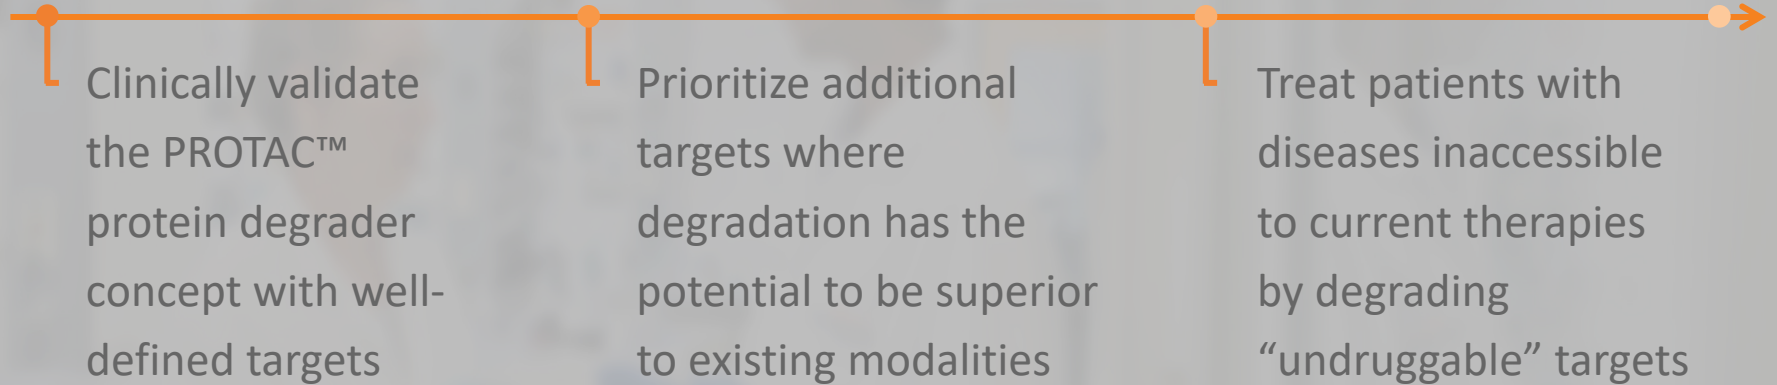 Clinically validate
the PROTAC™
protein degrader
concept with well-
defined targets
Prioritize additional
targets where
degradation has the
potential to be superior
to existing modalities
Treat patients with
diseases inaccessible
to current therapies
by degrading
“undruggable” targets